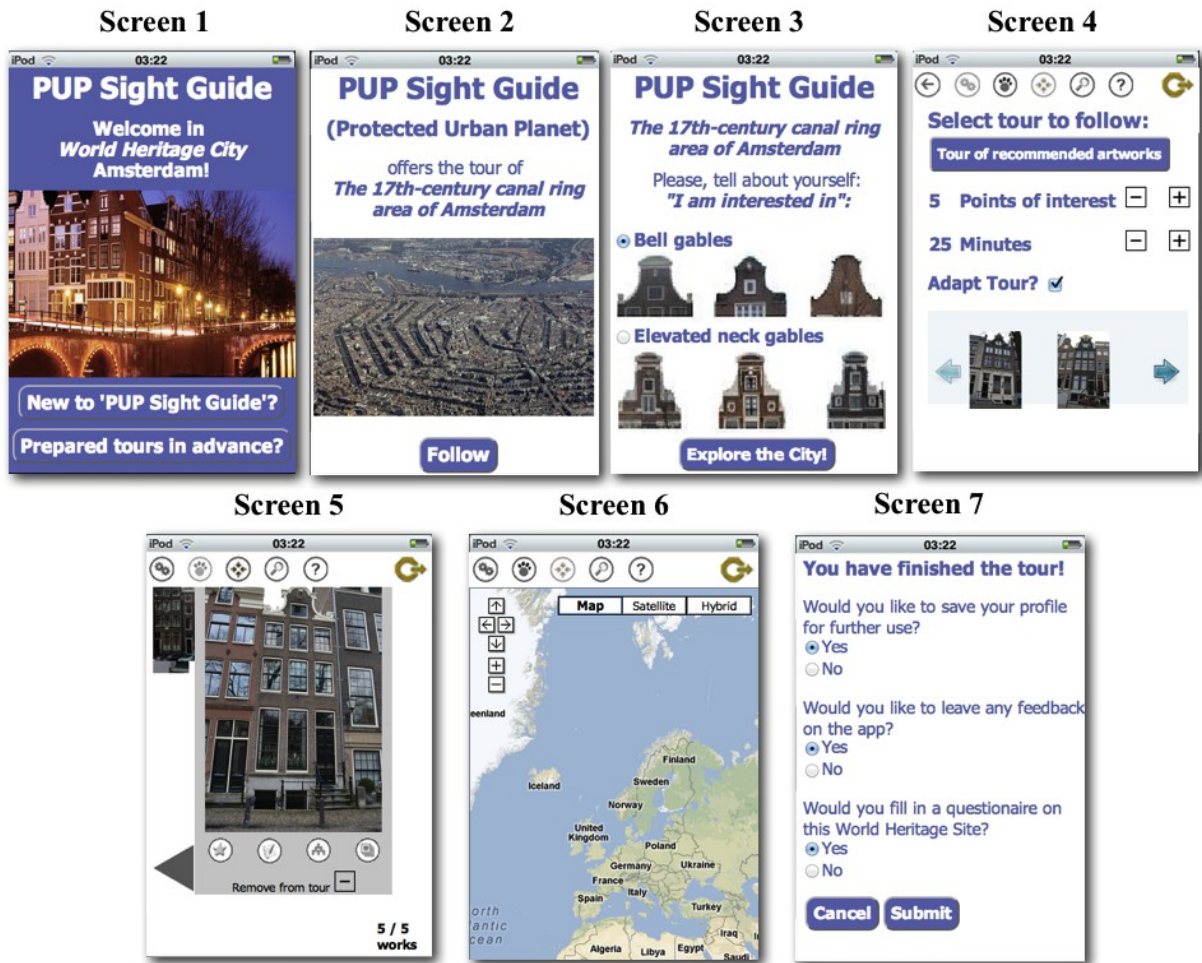 Screen 1
Screen 2
Screen 3
Screen 4
iPod 03:22
PUP Sight Guide
Welcome in
World Heritage City
Amsterdam!
New to 'PUP Sight Guide'?
Prepared tours in advance?
iPod 03:22
PUP Sight Guide
(Protected Urban Planet)
offers the tour of
The 17th-century canal ring
area of Amsterdam
Follow
iPod 03:22
PUP Sight Guide
The 17th-century canal ring
area of Amsterdam
Please, tell about yourself:
"I am interested in":
Bell gables
Elevated neck gables
Explore the City!
iPod 03:22
?
Select tour to follow:
Tour of recommended artworks
5 Points of interest − +
25 Minutes − +
Adapt Tour?
Screen 5
Screen 6
Screen 7
iPod 03:22
?
Remove from tour −
5 / 5
works
iPod 03:22
?
Map Satellite Hybrid
+
−
eenland
Finland
Iceland
Sweden
Norway
United
Kingdom
Poland
Germany
Ukraine
France
Italy
Spain
Turkey
orth
lantic
cean
Iraq
Algeria
Libya
Egypt
Saudi
iPod 03:22
You have finished the tour!
Would you like to save your profile
for further use?
Yes
No
Would you like to leave any feedback
on the app?
Yes
No
Would you fill in a questionaire on
this World Heritage Site?
Yes
No
Cancel Submit